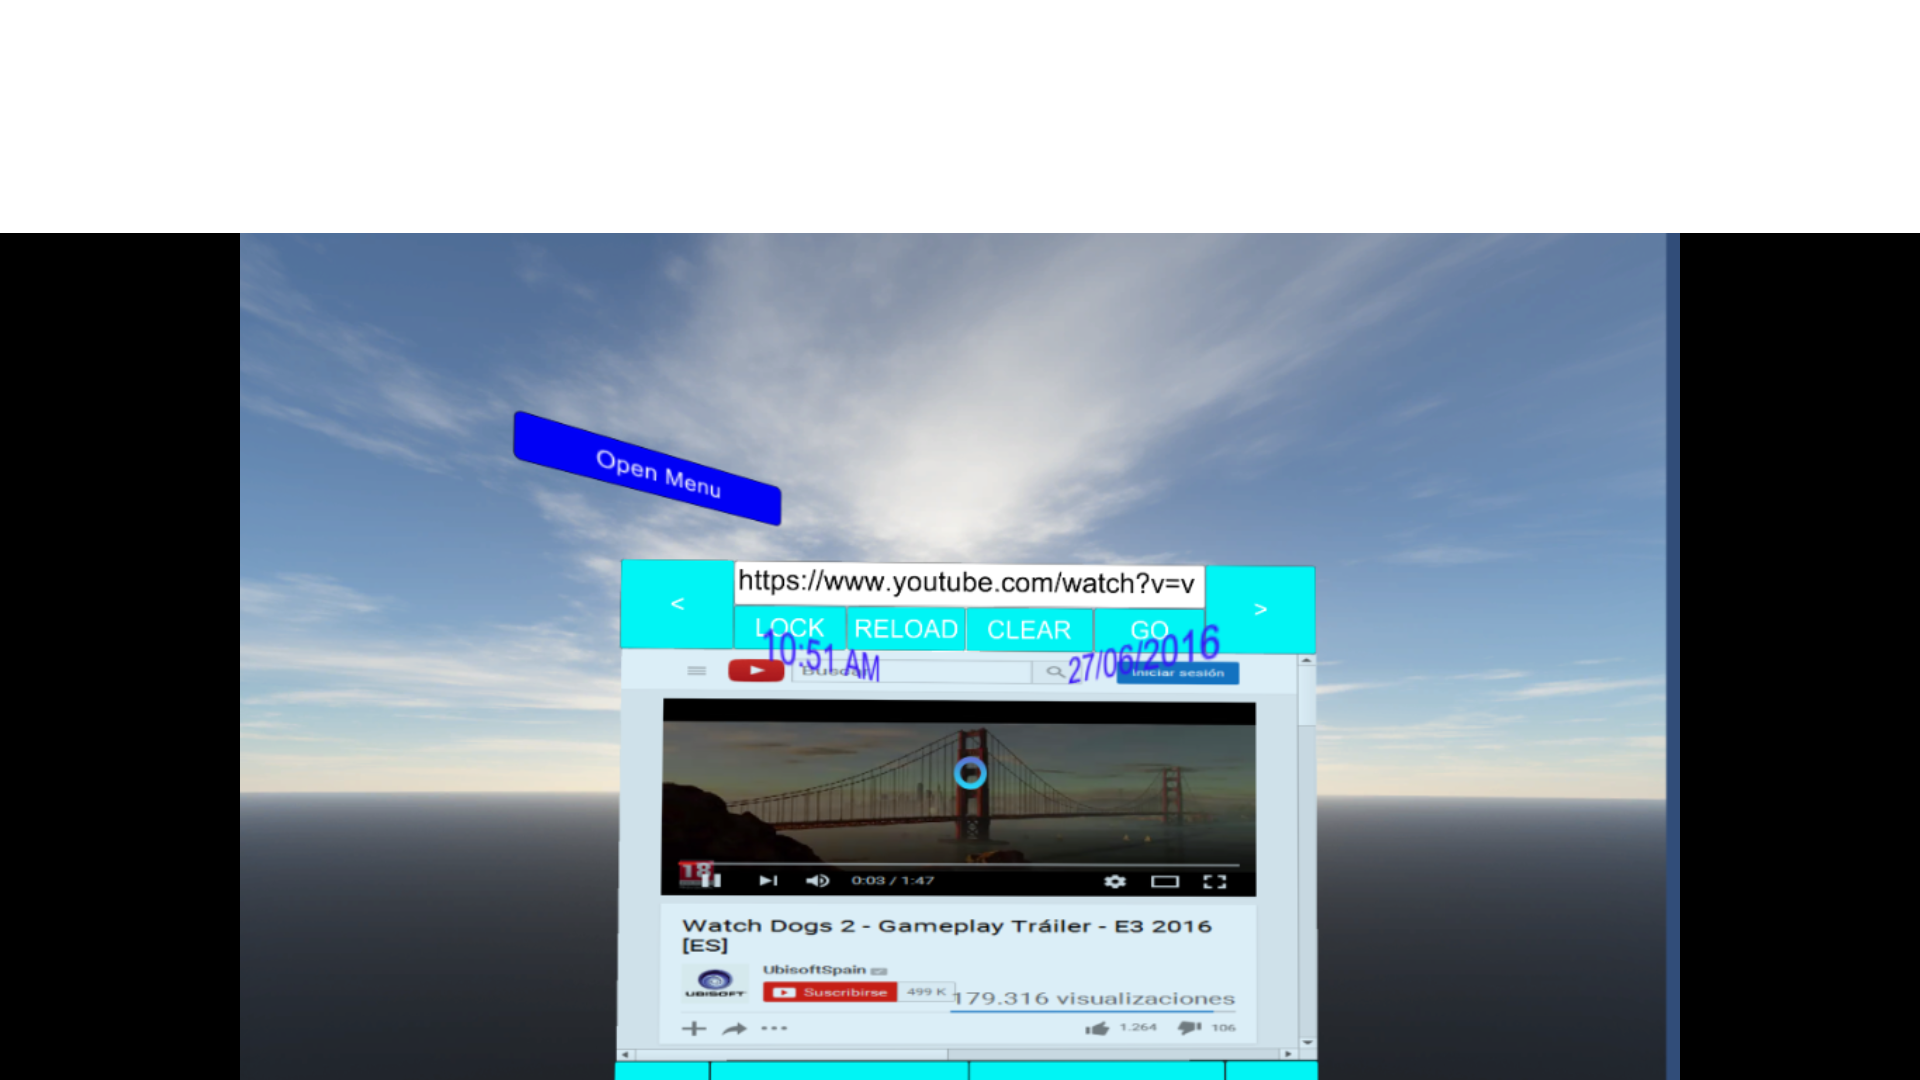 Open Menu
https://www.youtube.com/watch?v=v
<
>
LOCK RELOAD CLEAR GO
10:51 AM
27/06/2016
Iniciar sesión
18
0:03 / 1:47
Watch Dogs 2 - Gameplay Tráiler - E3 2016
[ES]
UbisoftSpain
UBISOFT
Suscribirse 499 K
179.316 visualizaciones
1.264 106